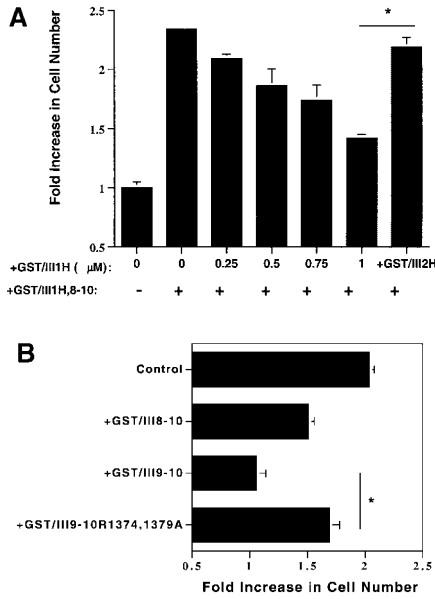 A
Fold Increase in Cell Number
2.5
2
1.5
1
0.5
*
+GST/III1H ( μM): 0 0 0.25 0.5 0.75 1 +GST/III2H
+GST/III1H,8-10: - + + + + + +
B
Control
+GST/III8-10
+GST/III9-10
+GST/III9-10R1374,1379A
*
0.5 1 1.5 2 2.5
Fold Increase in Cell Number